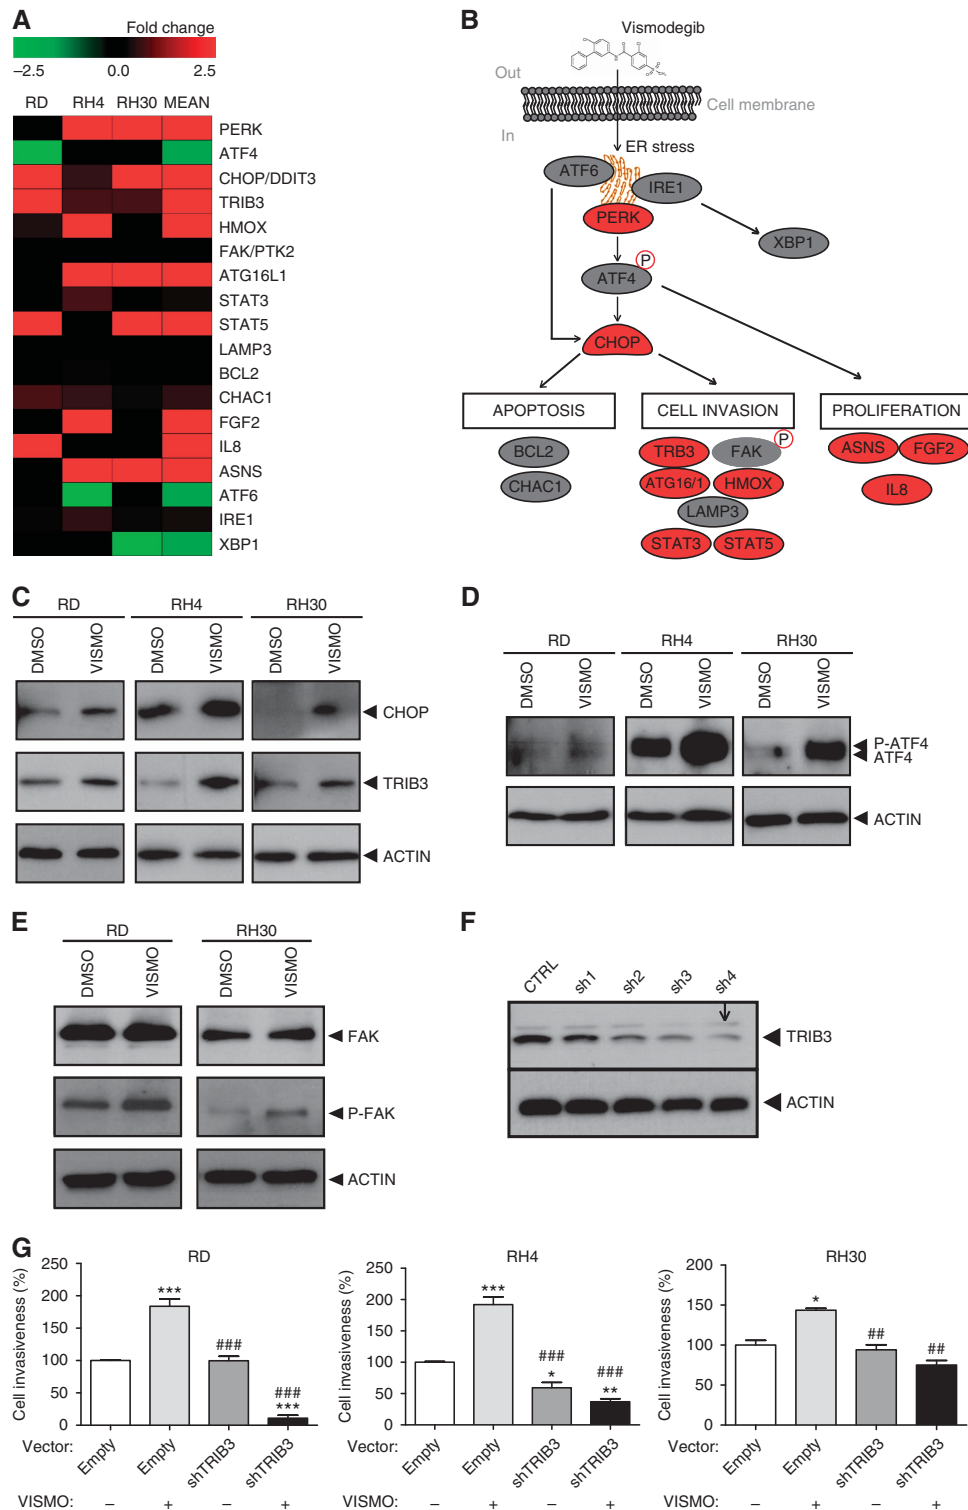 A
Fold change
–2.5 0.0 2.5
RD RH4 RH30 MEAN
PERK
ATF4
CHOP/DDIT3
TRIB3
HMOX
FAK/PTK2
ATG16L1
STAT3
STAT5
LAMP3
BCL2
CHAC1
FGF2
IL8
ASNS
ATF6
IRE1
XBP1
B
Vismodegib
Out
Cell membrane
In
ER stress
ATF6
IRE1
PERK
XBP1
P
ATF4
CHOP
APOPTOSIS CELL INVASION PROLIFERATION
P
BCL2 TRB3 FAK ASNS FGF2
CHAC1 ATG16/1 HMOX IL8
LAMP3
STAT3 STAT5
C
RD RH4 RH30
DMSO VISMO DMSO VISMO DMSO VISMO
CHOP
TRIB3
ACTIN
D
RD RH4 RH30
DMSO VISMO DMSO VISMO DMSO VISMO
P-ATF4
ATF4
ACTIN
E
RD RH30
DMSO VISMO DMSO VISMO
FAK
P-FAK
ACTIN
F
CTRL sh1 sh2 sh3 sh4
TRIB3
ACTIN
G
RD
Cell invasiveness (%)
250
200
150
100
50
0
***
###
###
***
Vector: Empty Empty shTRIB3 shTRIB3
VISMO: – + – +
RH4
Cell invasiveness (%)
250
200
150
100
50
0
***
###
*
###
**
Empty Empty shTRIB3 shTRIB3
Vector:
VISMO: – + – +
RH30
Cell invasiveness (%)
200
150
100
50
0
*
##
##
Vector: Empty Empty shTRIB3 shTRIB3
VISMO: – + – +